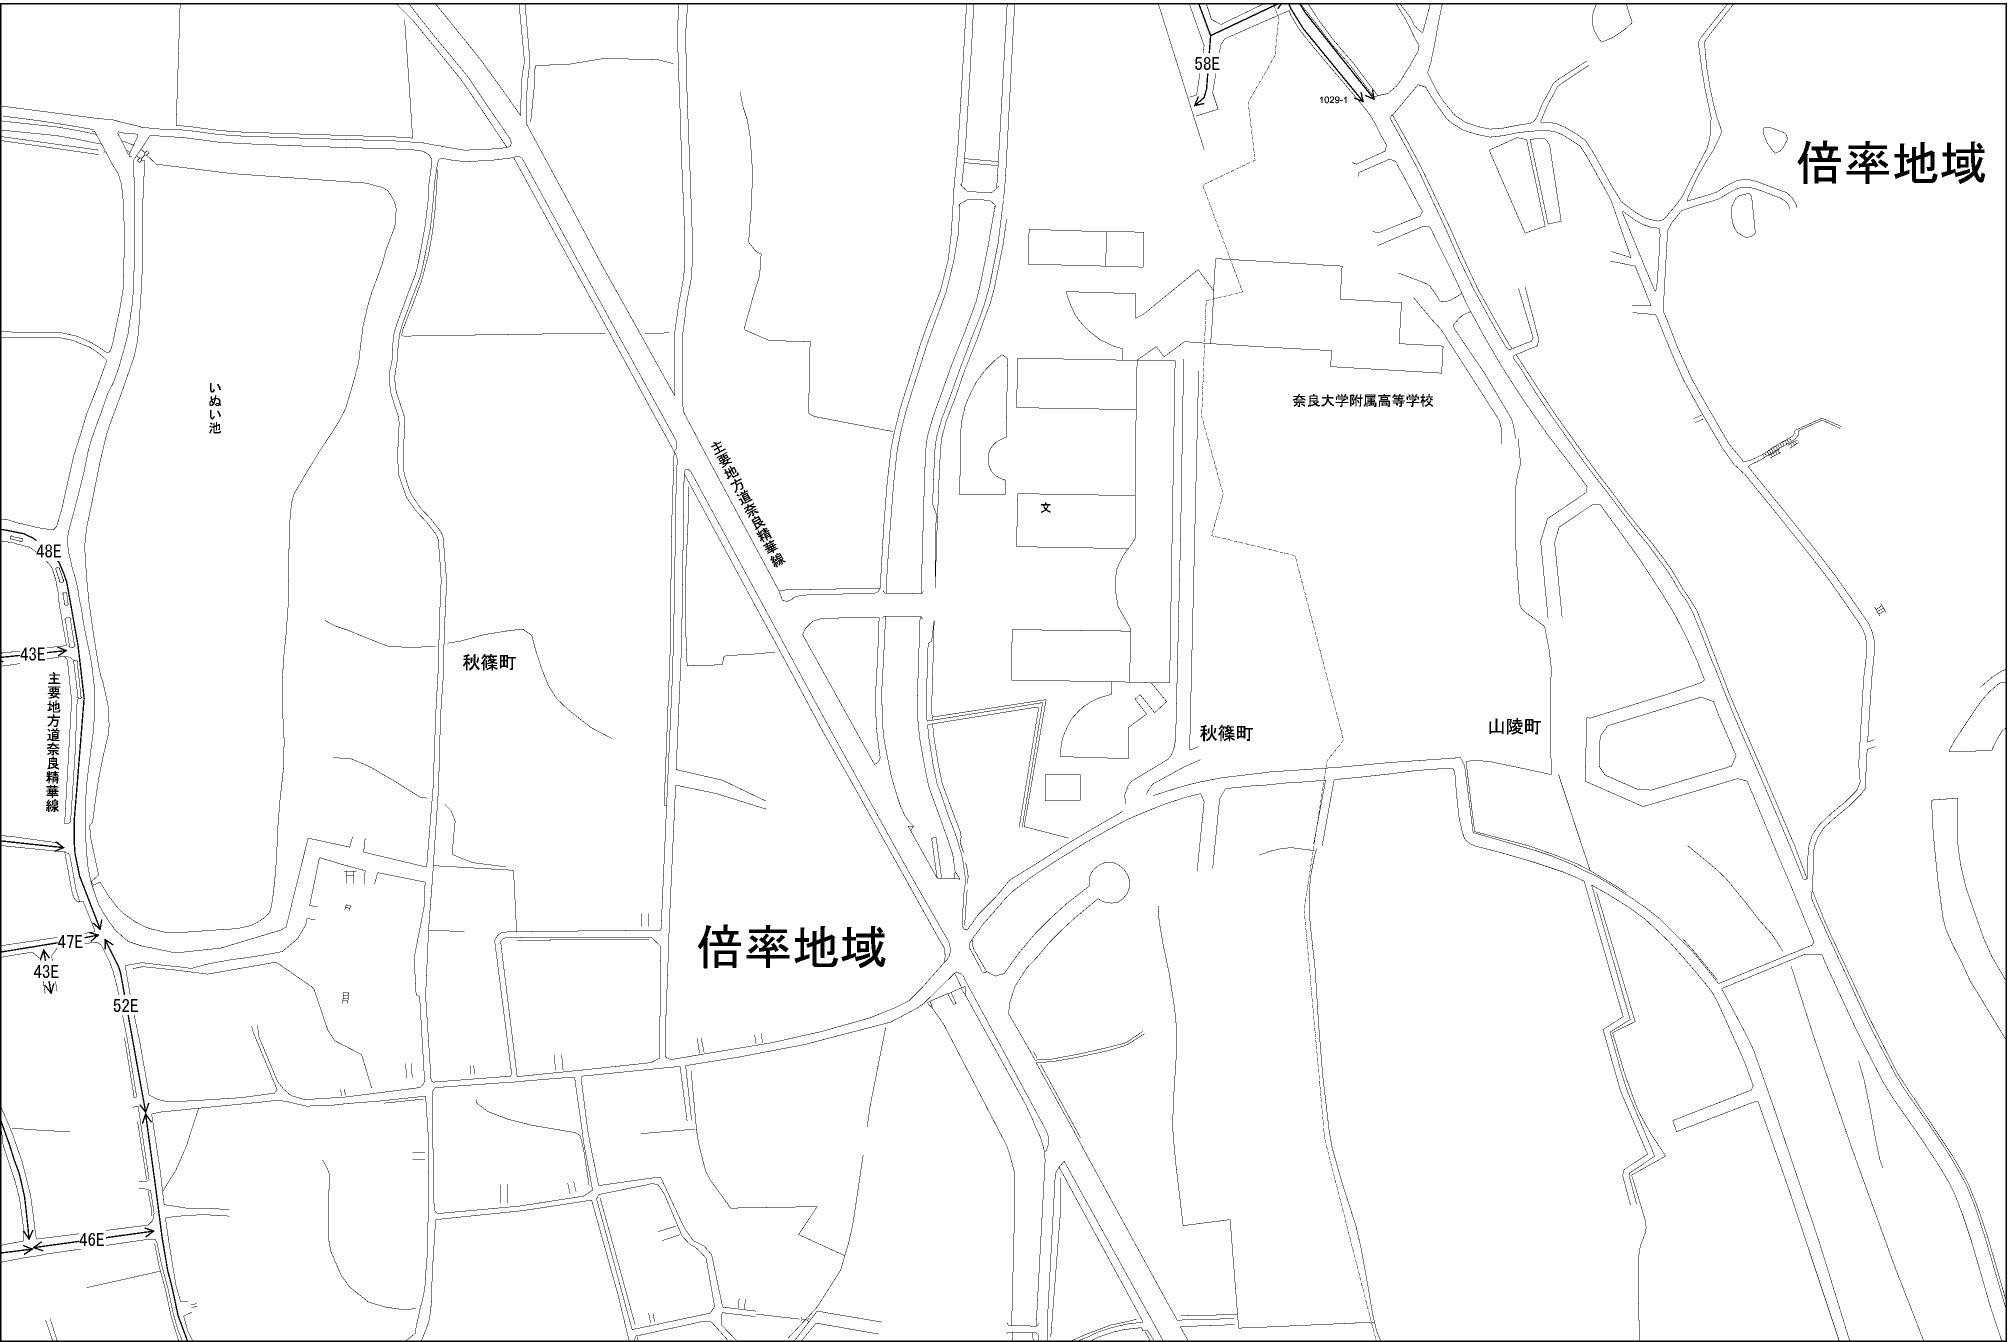 58E
1029-1
倍率地域
いぬい池
奈良大学附属高等学校
主要地方道奈良精華線
文
48E
43E
秋篠町
主要地方道奈良精華線
秋篠町
山陵町
倍率地域
47E
43E
52E
46E